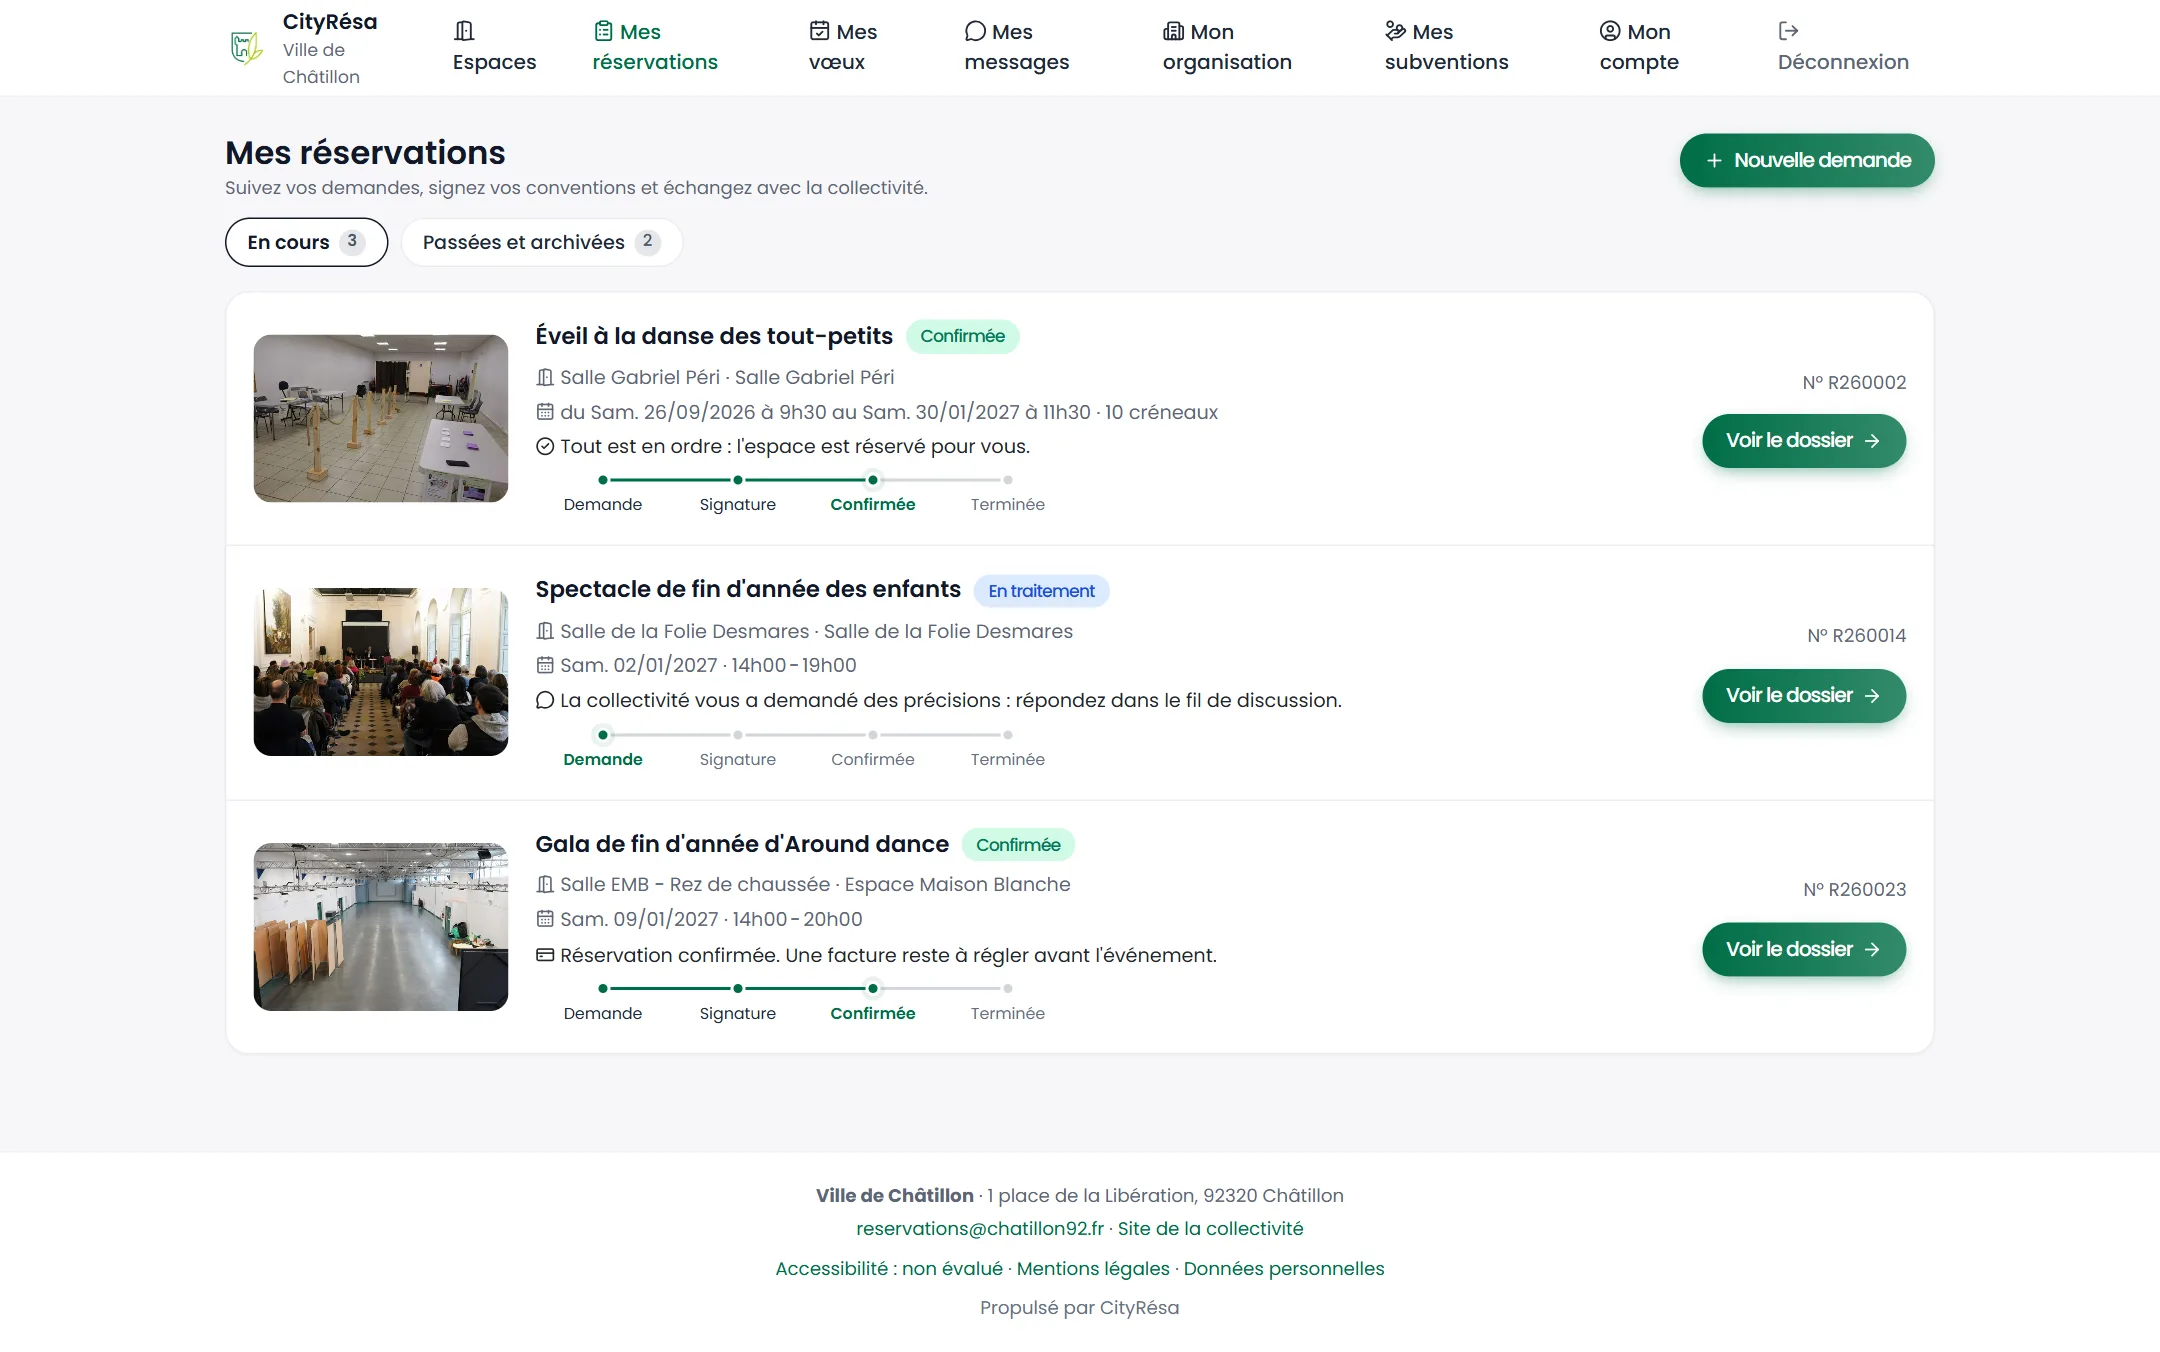 CityRésa
Ville de
Châtillon
Espaces
Mes
réservations
Mes
vœux
Mes
messages
Mon
organisation
Mes
subventions
Mon
compte
Déconnexion
Mes réservations
Suivez vos demandes, signez vos conventions et échangez avec la collectivité.
+ Nouvelle demande
En cours 3
Passées et archivées 2
Éveil à la danse des tout-petits Confirmée
Salle Gabriel Péri · Salle Gabriel Péri
du Sam. 26/09/2026 à 9h30 au Sam. 30/01/2027 à 11h30 · 10 créneaux
Tout est en ordre : l'espace est réservé pour vous.
Demande Signature Confirmée Terminée
N° R260002
Voir le dossier →
Spectacle de fin d'année des enfants En traitement
Salle de la Folie Desmares · Salle de la Folie Desmares
Sam. 02/01/2027 · 14h00 - 19h00
La collectivité vous a demandé des précisions : répondez dans le fil de discussion.
Demande Signature Confirmée Terminée
N° R260014
Voir le dossier →
Gala de fin d'année d'Around dance Confirmée
Salle EMB - Rez de chaussée · Espace Maison Blanche
Sam. 09/01/2027 · 14h00 - 20h00
Réservation confirmée. Une facture reste à régler avant l'événement.
Demande Signature Confirmée Terminée
N° R260023
Voir le dossier →
Ville de Châtillon · 1 place de la Libération, 92320 Châtillon
reservations@chatillon92.fr · Site de la collectivité
Accessibilité : non évalué · Mentions légales · Données personnelles
Propulsé par CityRésa